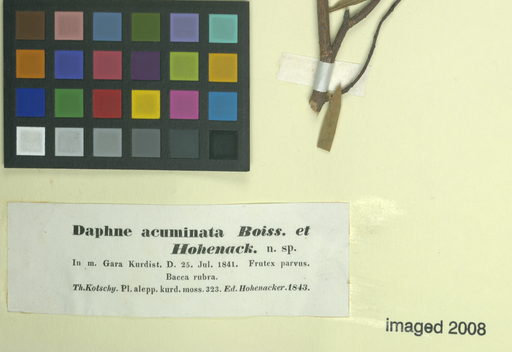 Daphne acuminata Boiss. et
Hohenack. n. sp.
In m. Gara Kurdist. D. 25. Jul. 1841. Frutex parvus.
Bacca rubra.
Th.Kotschy. Pl. alepp. kurd. moss. 323. Ed. Hohenacker.1843.
imaged 2008